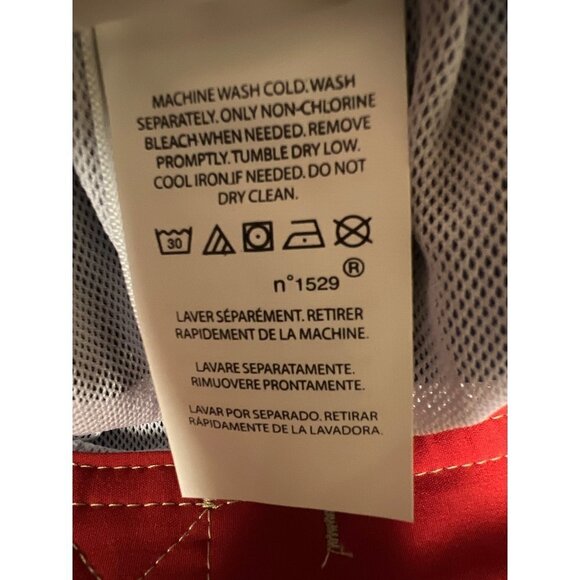 MACHINE WASH COLD. WASH
SEPARATELY. ONLY NON-CHLORINE
BLEACH WHEN NEEDED. REMOVE
PROMPTLY. TUMBLE DRY LOW.
COOL IRON.IF NEEDED. DO NOT
DRY CLEAN.
30
n°1529®
LAVER SÉPARÉMENT. RETIRER
RAPIDEMENT DE LA MACHINE.
LAVARE SEPARATAMENTE.
RIMUOVERE PRONTAMENTE.
LAVAR POR SEPARADO. RETIRAR
RÁPIDAMENTE DE LA LAVADORA.